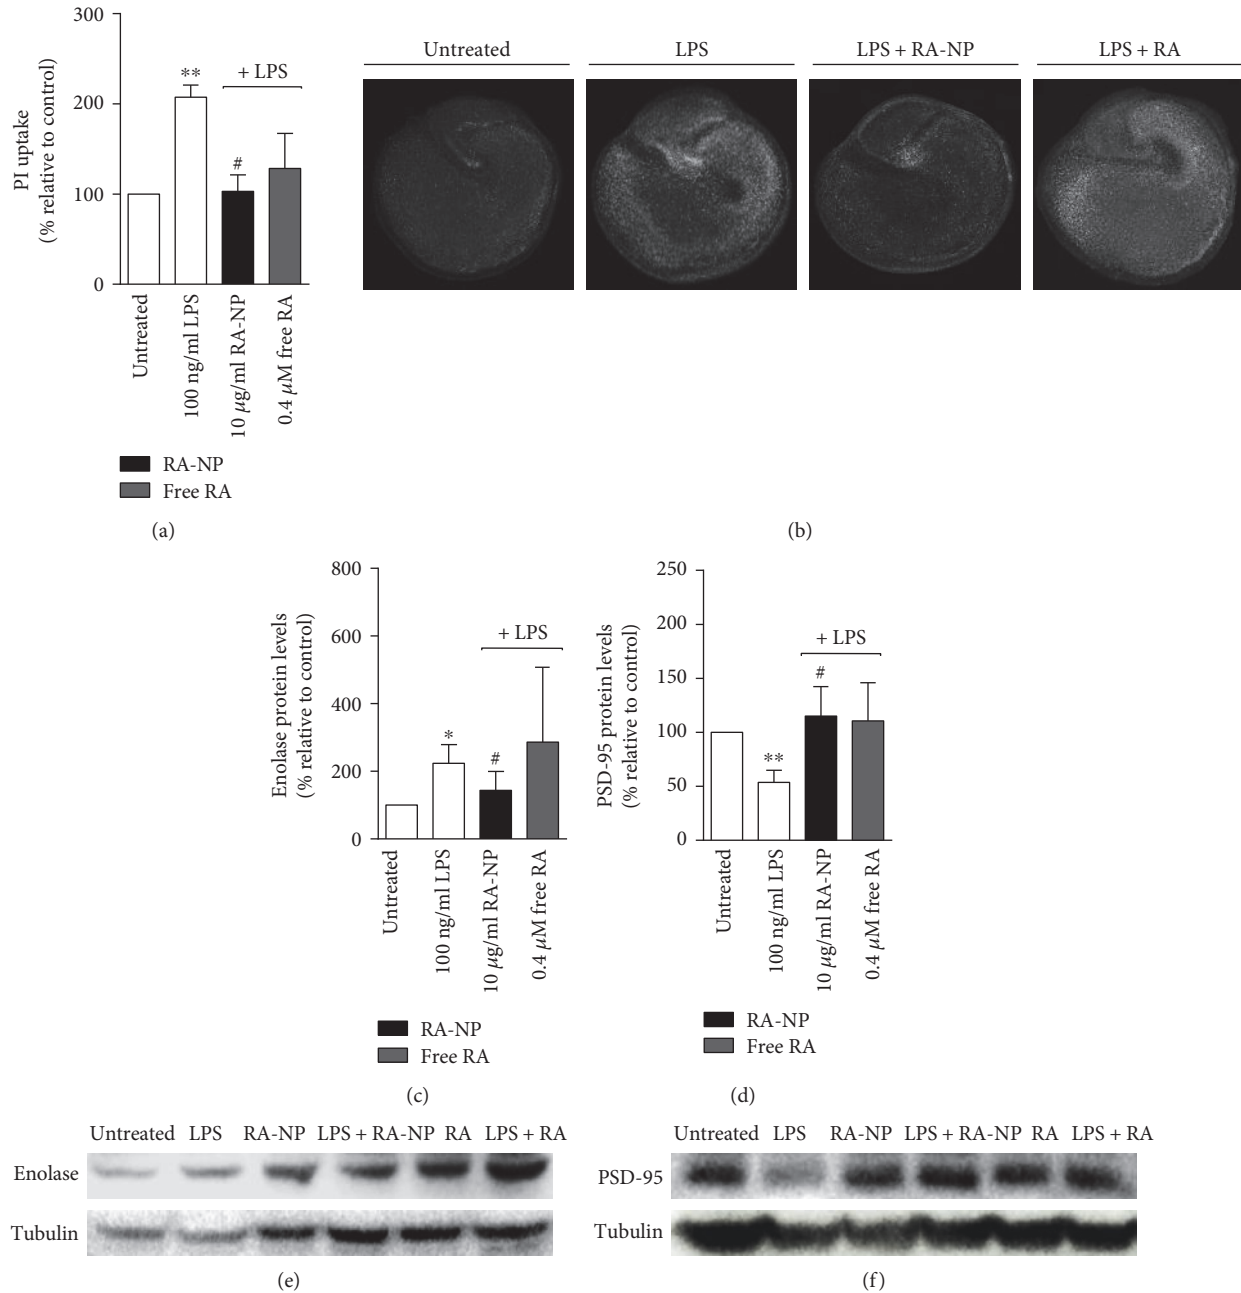 300
200
100
0
PI uptake
(% relative to control)
**
+ LPS
#
Untreated
100 ng/ml LPS
10 μg/ml RA-NP
0.4 μM free RA
RA-NP
Free RA
(a)
Untreated
LPS
LPS + RA-NP
LPS + RA
(b)
800
600
400
200
0
Enolase protein levels
(% relative to control)
+ LPS
*
#
Untreated
100 ng/ml LPS
10 μg/ml RA-NP
0.4 μM free RA
RA-NP
Free RA
(c)
250
200
150
100
50
0
PSD-95 protein levels
(% relative to control)
+ LPS
#
**
Untreated
100 ng/ml LPS
10 μg/ml RA-NP
0.4 μM free RA
RA-NP
Free RA
(d)
Untreated LPS RA-NP LPS + RA-NP RA LPS + RA
Enolase
Tubulin
(e)
Untreated LPS RA-NP LPS + RA-NP RA LPS + RA
PSD-95
Tubulin
(f)